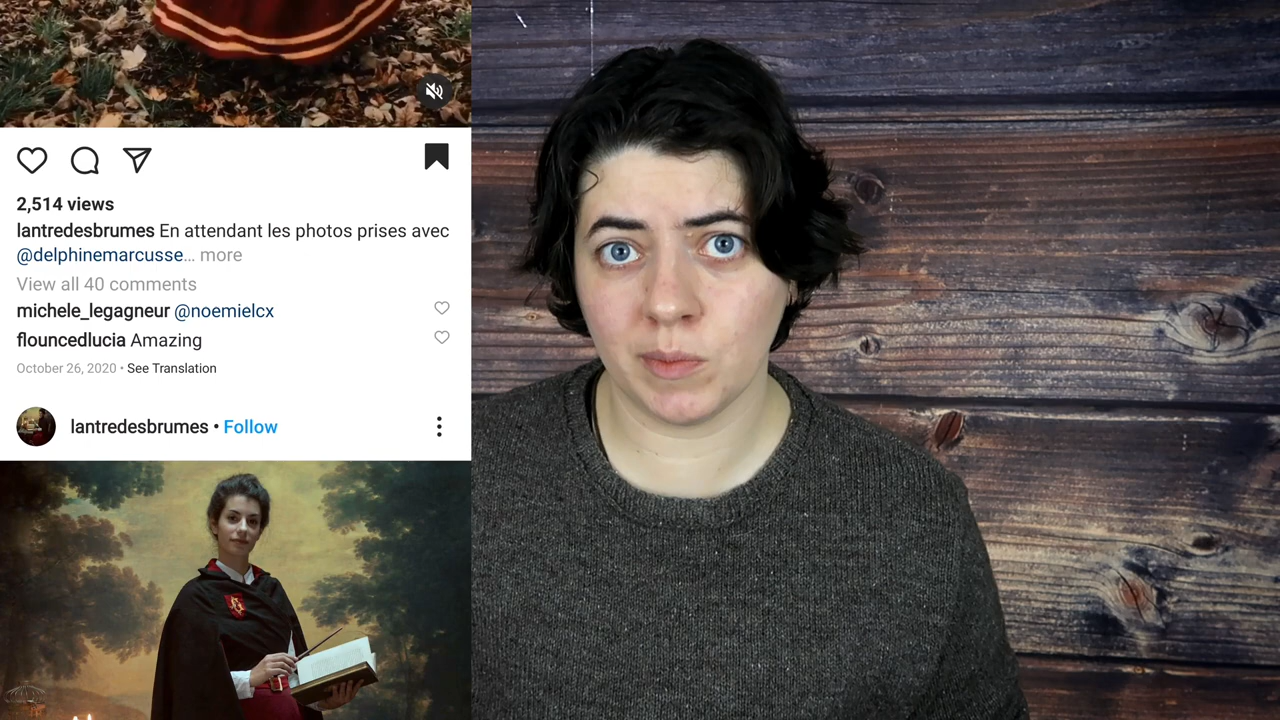 2,514 views
lantredesbrumes En attendant les photos prises avec
@delphinemarcusse… more
View all 40 comments
michele_legagneur @noemielcx
flouncedlucia Amazing
October 26, 2020 • See Translation
lantredesbrumes • Follow